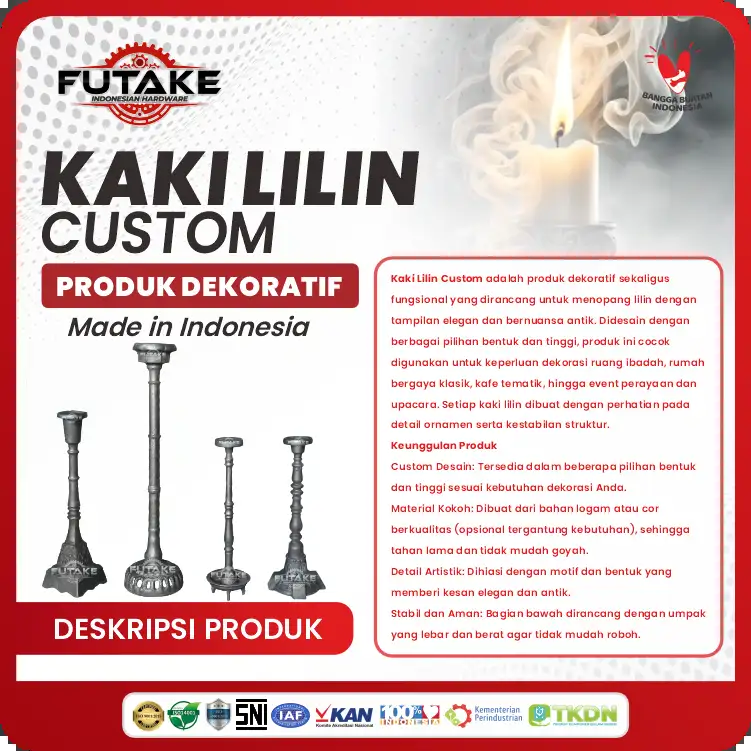 FUTAKE
INDONESIAN HARDWARE
BANGGA BUATAN
INDONESIA
KAKI LILIN
CUSTOM
PRODUK DEKORATIF
Made in Indonesia
Kaki Lilin Custom adalah produk dekoratif sekaligus
fungsional yang dirancang untuk menopang lilin dengan
tampilan elegan dan bernuansa antik. Didesain dengan
berbagai pilihan bentuk dan tinggi, produk ini cocok
digunakan untuk keperluan dekorasi ruang ibadah, rumah
bergaya klasik, kafe tematik, hingga event perayaan dan
upacara. Setiap kaki lilin dibuat dengan perhatian pada
detail ornamen serta kestabilan struktur.
Keunggulan Produk
Custom Desain: Tersedia dalam beberapa pilihan bentuk
dan tinggi sesuai kebutuhan dekorasi Anda.
Material Kokoh: Dibuat dari bahan logam atau cor
berkualitas (opsional tergantung kebutuhan), sehingga
tahan lama dan tidak mudah goyah.
Detail Artistik: Dihiasi dengan motif dan bentuk yang
memberi kesan elegan dan antik.
Stabil dan Aman: Bagian bawah dirancang dengan umpak
yang lebar dan berat agar tidak mudah roboh.
FUTAKE
FUTAKE
FUTAKE
FUTAKE
DESKRIPSI PRODUK
ISO14001
SNI
IAF
KAN
Komite Akreditasi Nasional
100%
INDONESIA
Kementerian
Perindustrian
TKDN